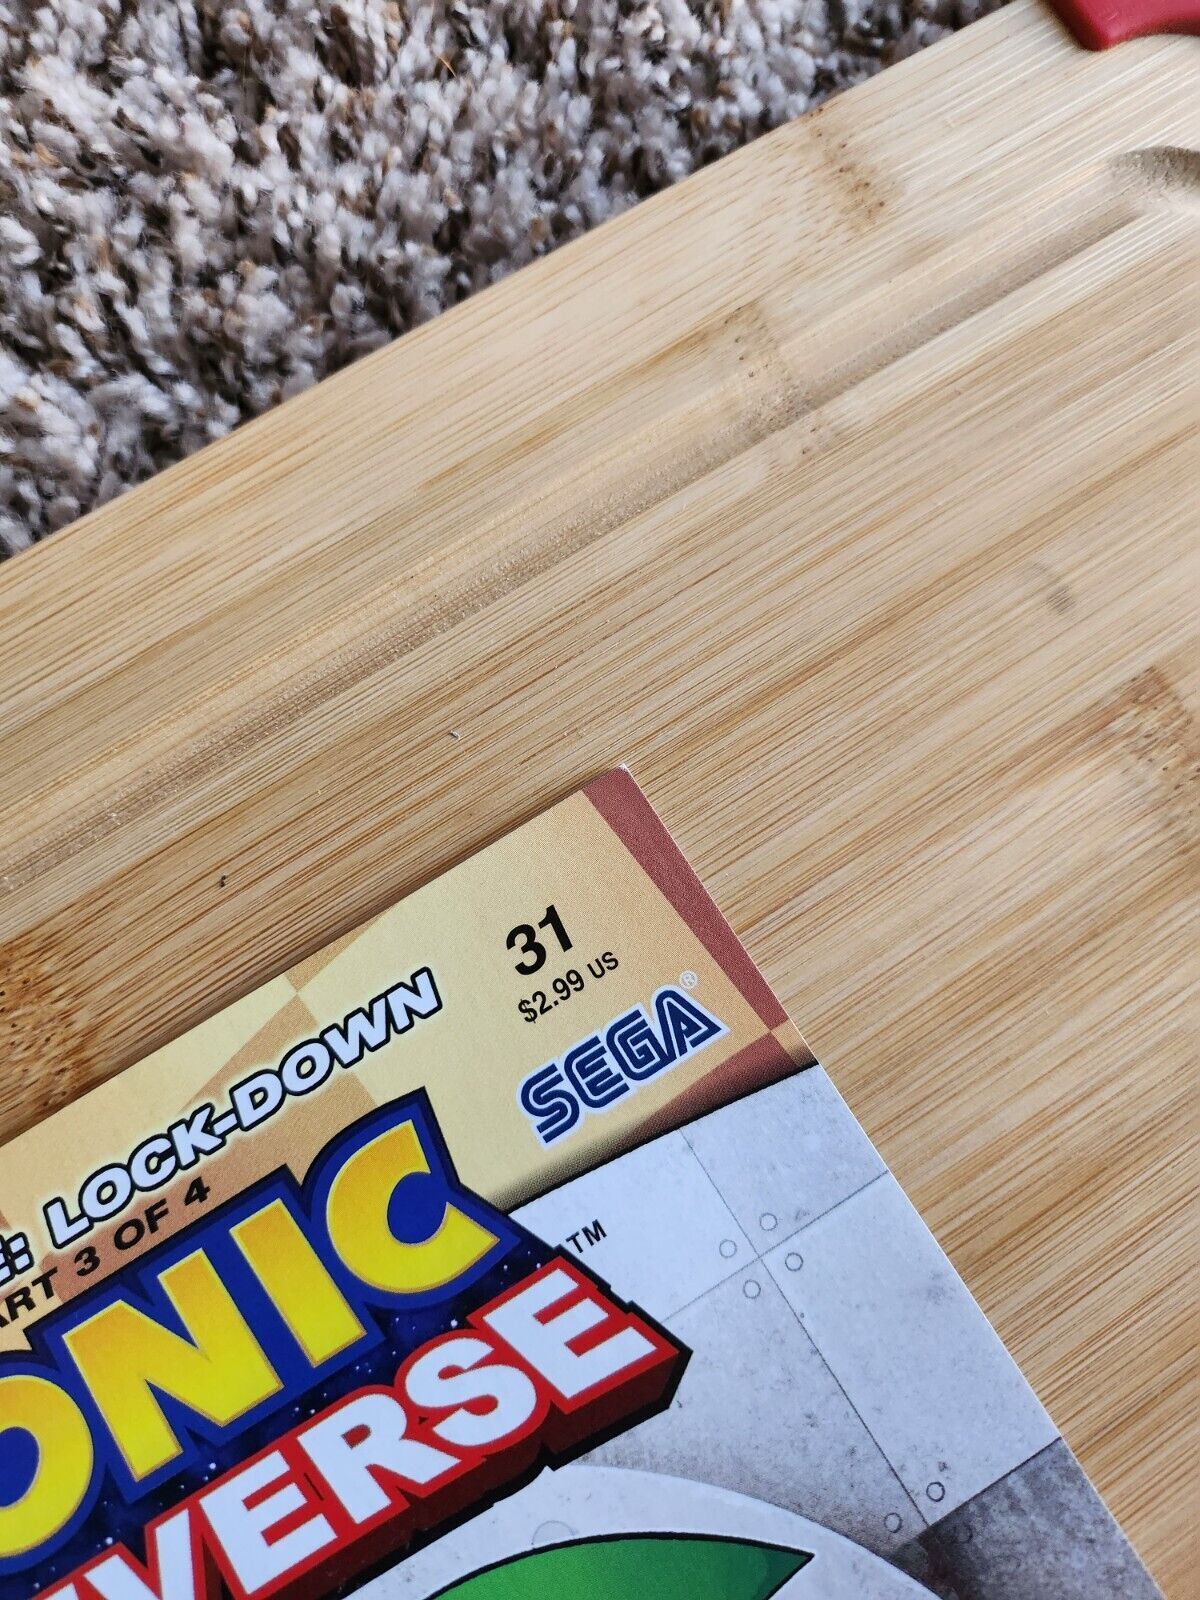 31
$2.99 US
SEGA®
E: LOCK-DOWN
ART 3 OF 4
ONIC
TM
VERSE